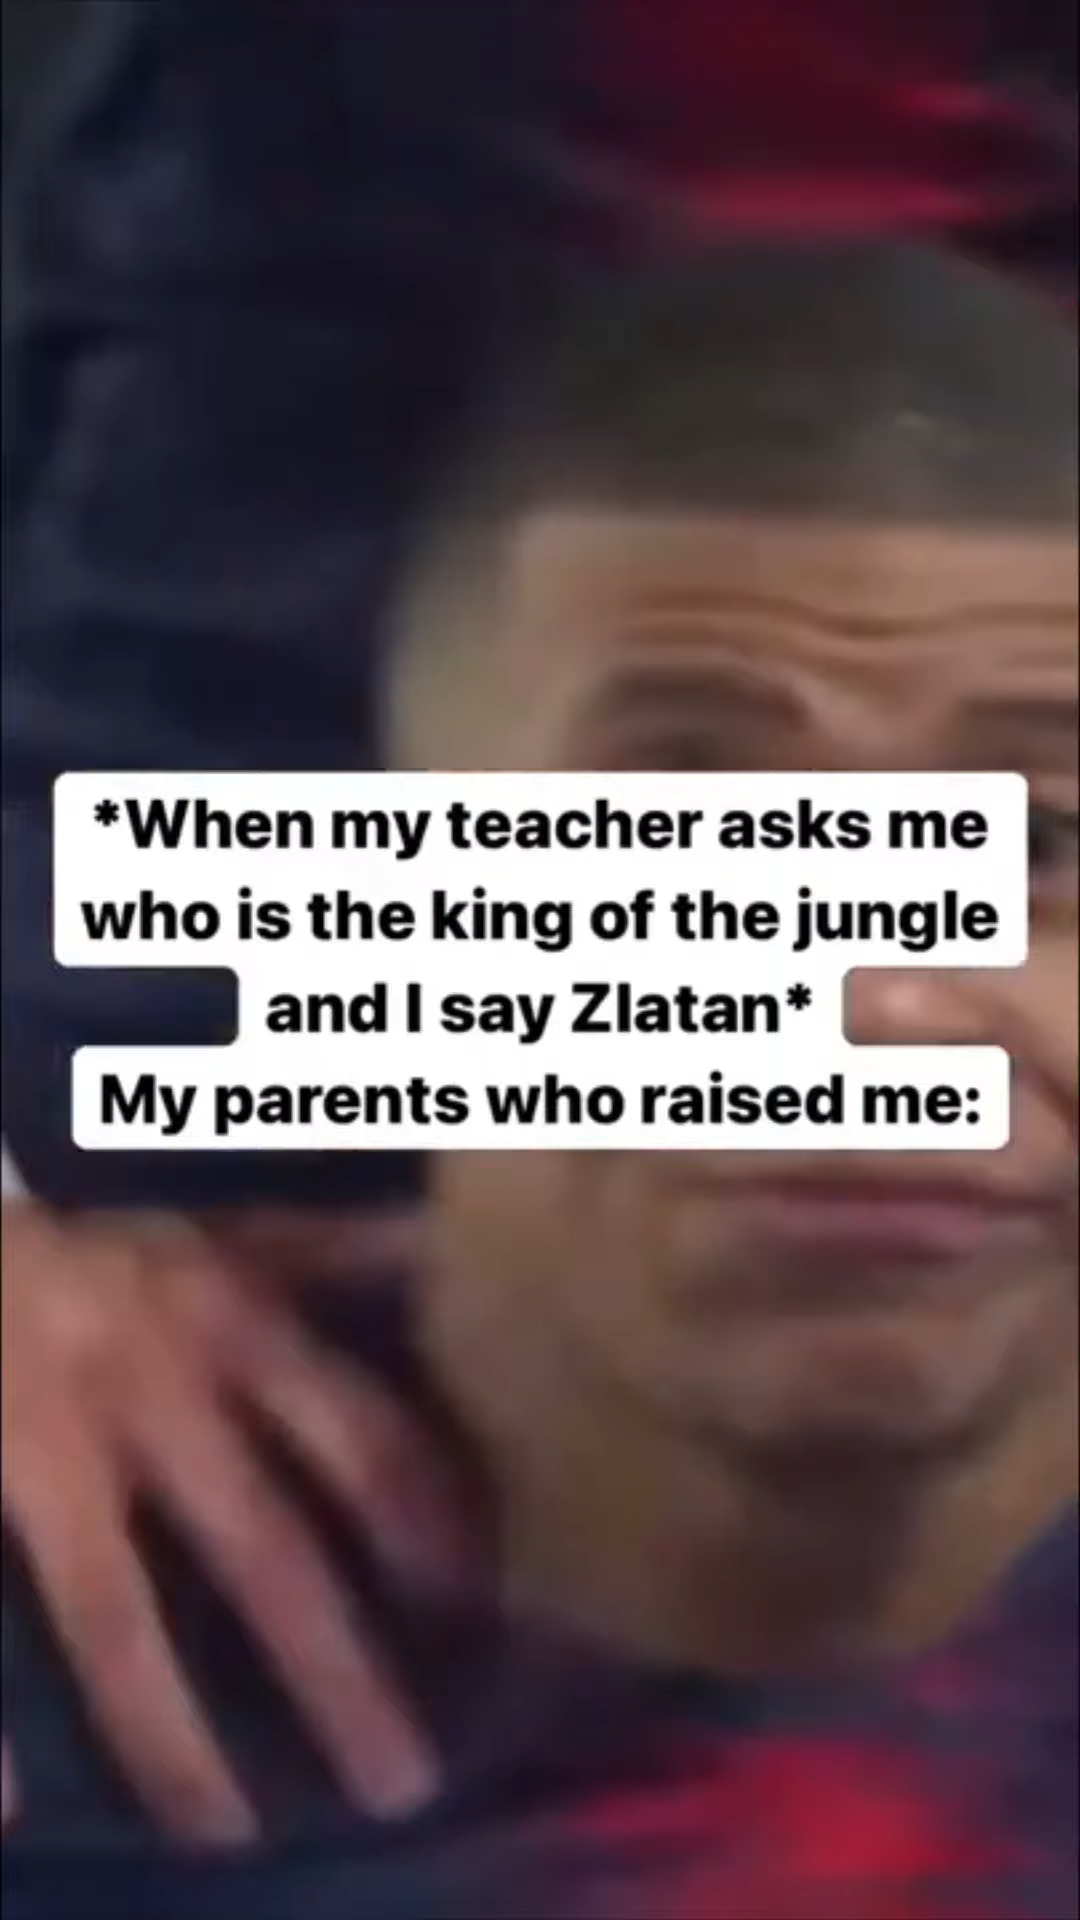 *When my teacher asks me
who is the king of the jungle
and I say Zlatan*
My parents who raised me: